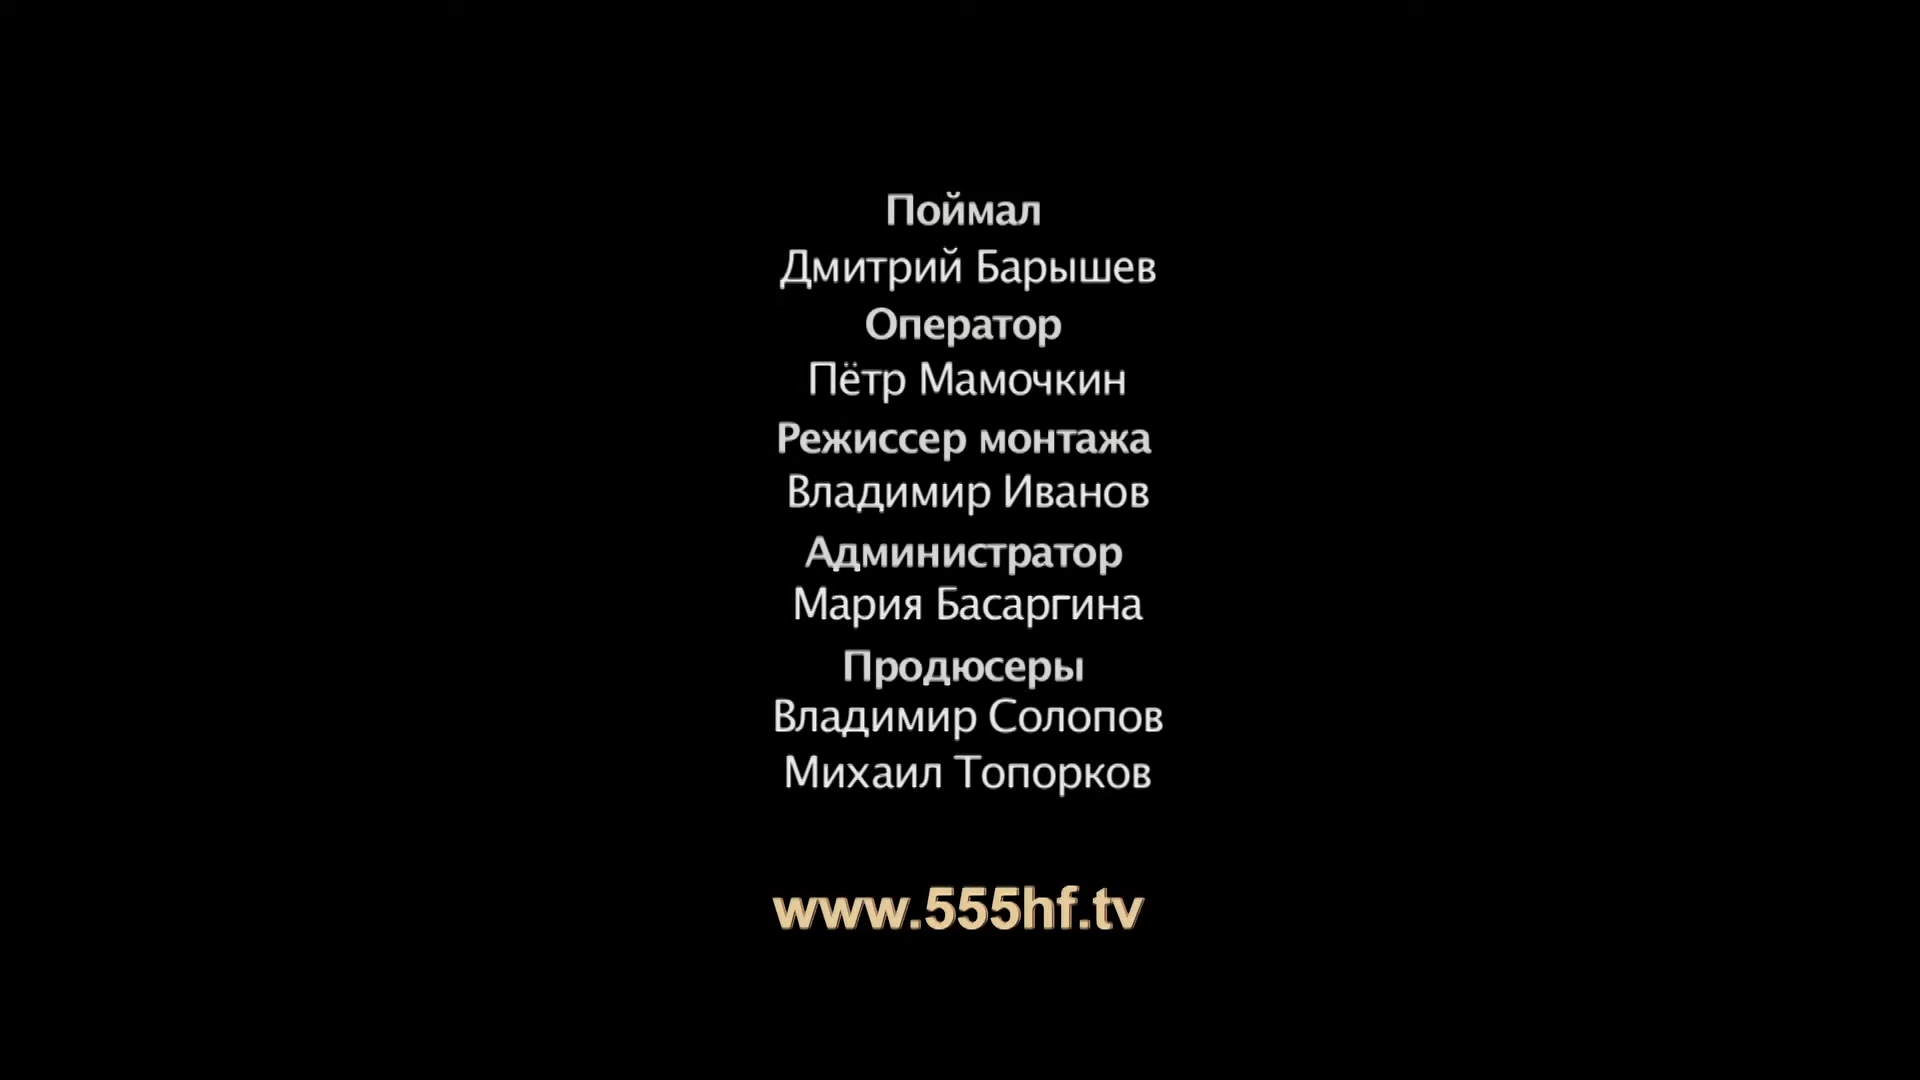 Поймал
Дмитрий Барышев
Оператор
Пётр Мамочкин
Режиссер монтажа
Владимир Иванов
Администратор
Мария Басаргина
Продюсеры
Владимир Солопов
Михаил Топорков
www.555hf.tv